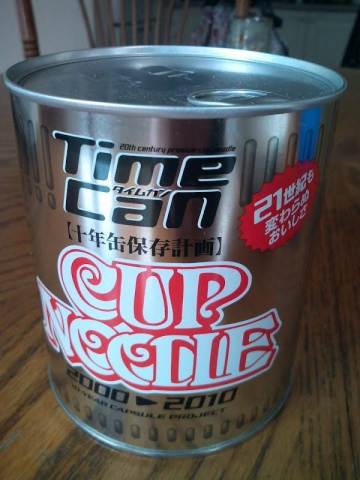 20th century premium cup noodle
Time
タイムカン
Can
【十年缶保存計画】
21世紀も
変わらぬ
おいしさ
CUP
NOODLE
2000▶2010
10 YEAR CAPSULE PROJECT